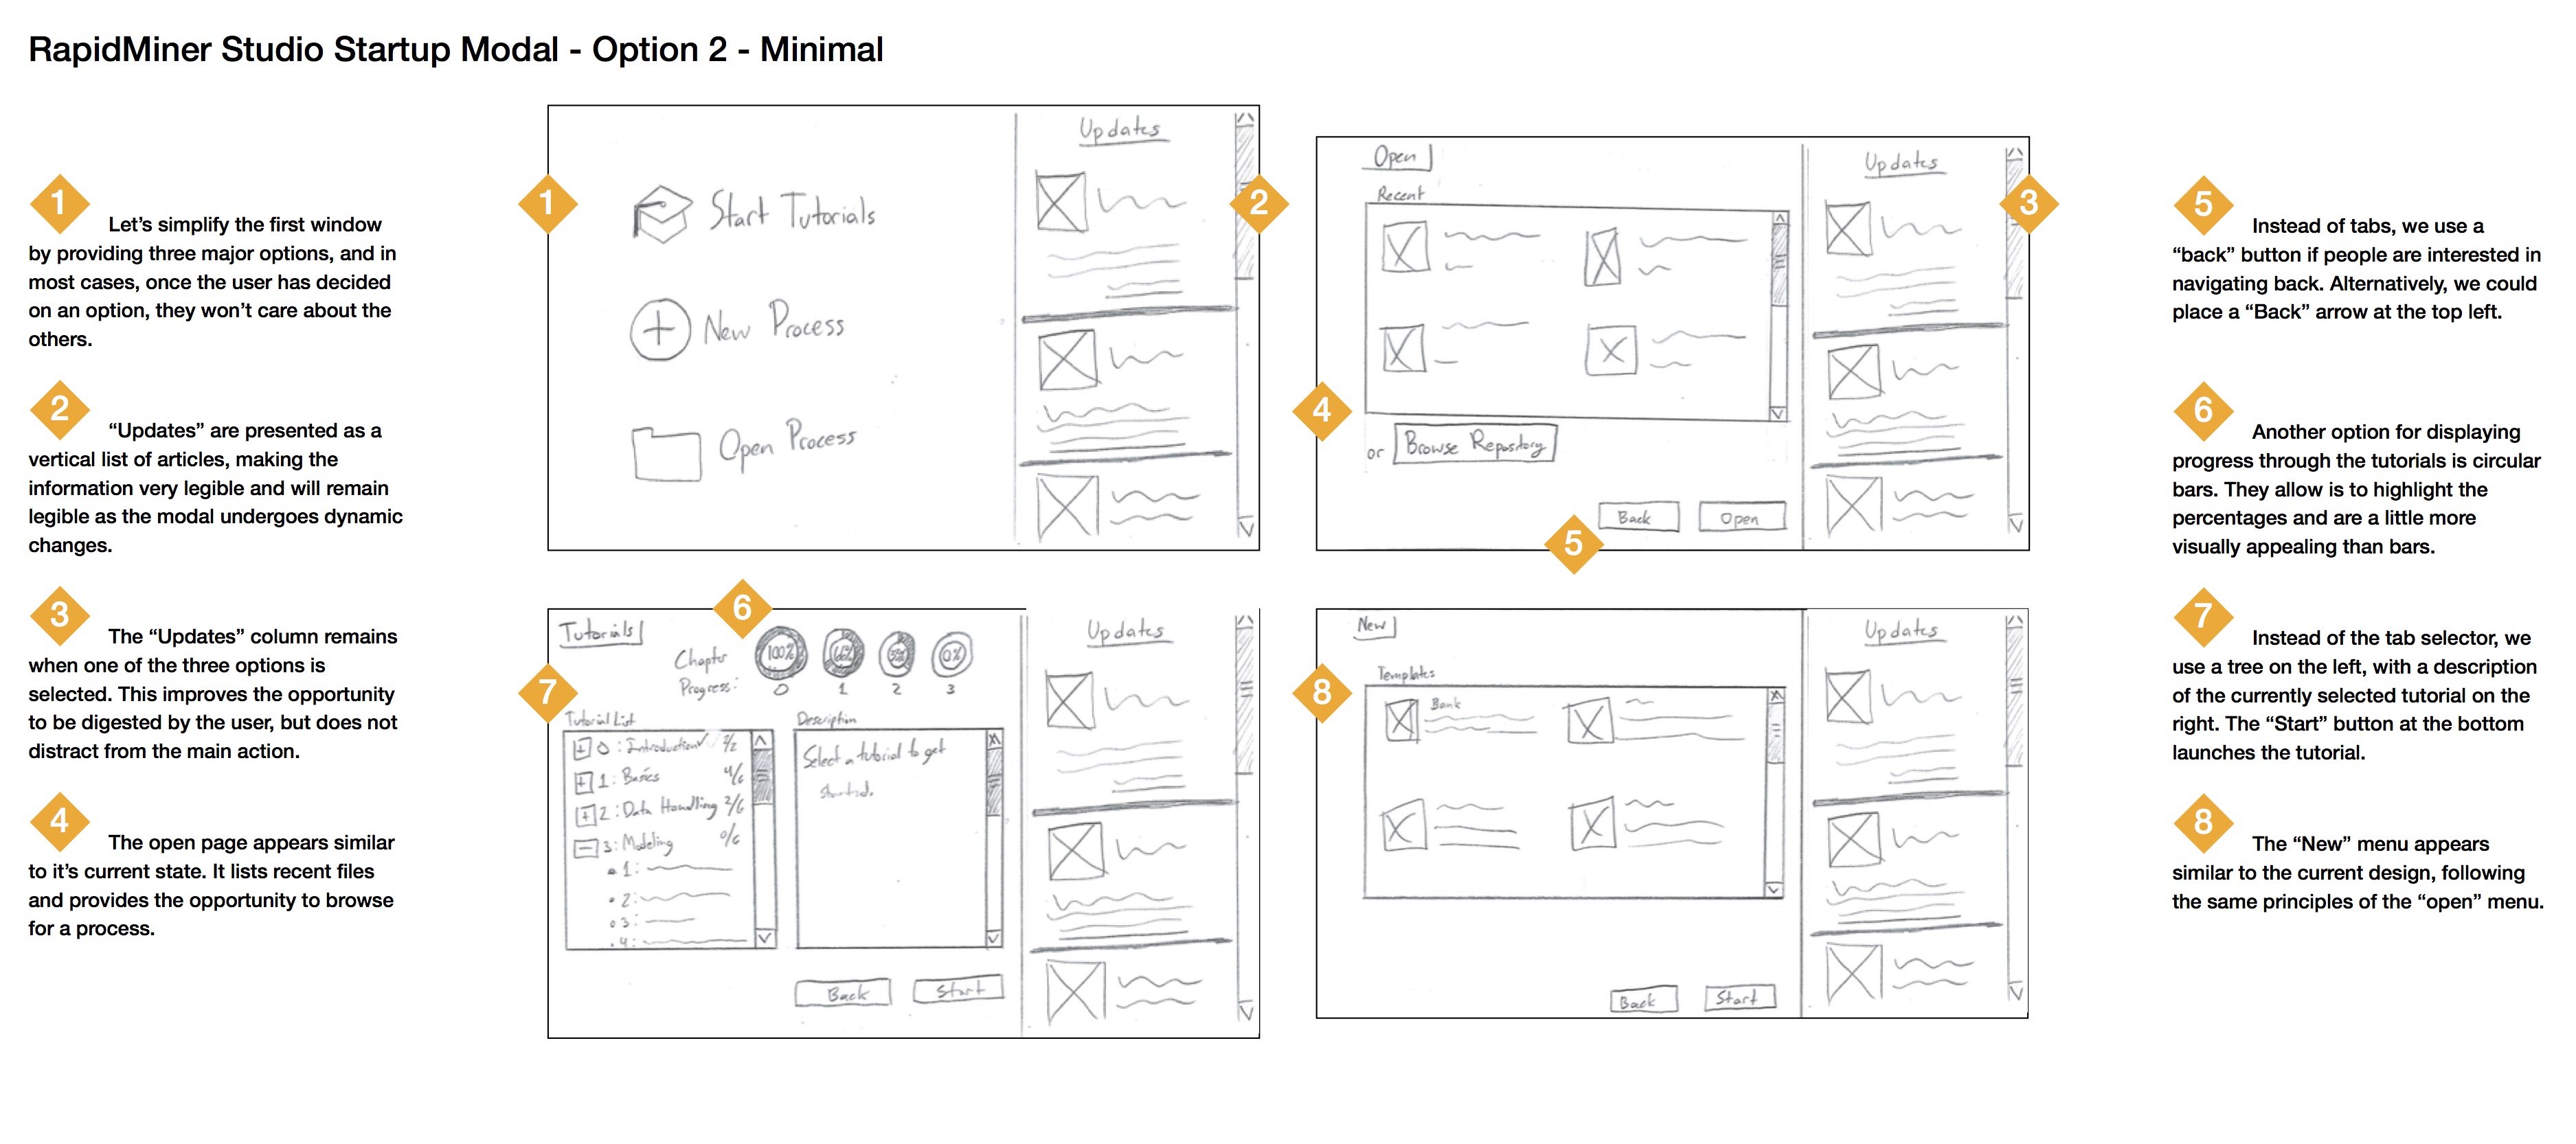 RapidMiner Studio Startup Modal - Option 2 - Minimal
1
Let’s simplify the first window
by providing three major options, and in
most cases, once the user has decided
on an option, they won’t care about the
others.
2
“Updates” are presented as a
vertical list of articles, making the
information very legible and will remain
legible as the modal undergoes dynamic
changes.
3
The “Updates” column remains
when one of the three options is
selected. This improves the opportunity
to be digested by the user, but does not
distract from the main action.
4
The open page appears similar
to it’s current state. It lists recent files
and provides the opportunity to browse
for a process.
1
Start Tutorials
New Process
Open Process
Updates
2
Open
Recent
or Browse Repository
Back Open
Updates
3
4
5
6
7
Tutorials
Chapter
Progress:
100% 66% 0%
0 1 2 3
Tutorial List
0: Introduction 2/2
1: Basics 4/6
2: Data Handling 2/6
3: Modeling 0/6
1:
2:
3:
4:
Description
Select a tutorial to get
started.
Back Start
Updates
8
New
Templates
Bank
Back Start
Updates
5
Instead of tabs, we use a
“back” button if people are interested in
navigating back. Alternatively, we could
place a “Back” arrow at the top left.
6
Another option for displaying
progress through the tutorials is circular
bars. They allow is to highlight the
percentages and are a little more
visually appealing than bars.
7
Instead of the tab selector, we
use a tree on the left, with a description
of the currently selected tutorial on the
right. The “Start” button at the bottom
launches the tutorial.
8
The “New” menu appears
similar to the current design, following
the same principles of the “open” menu.